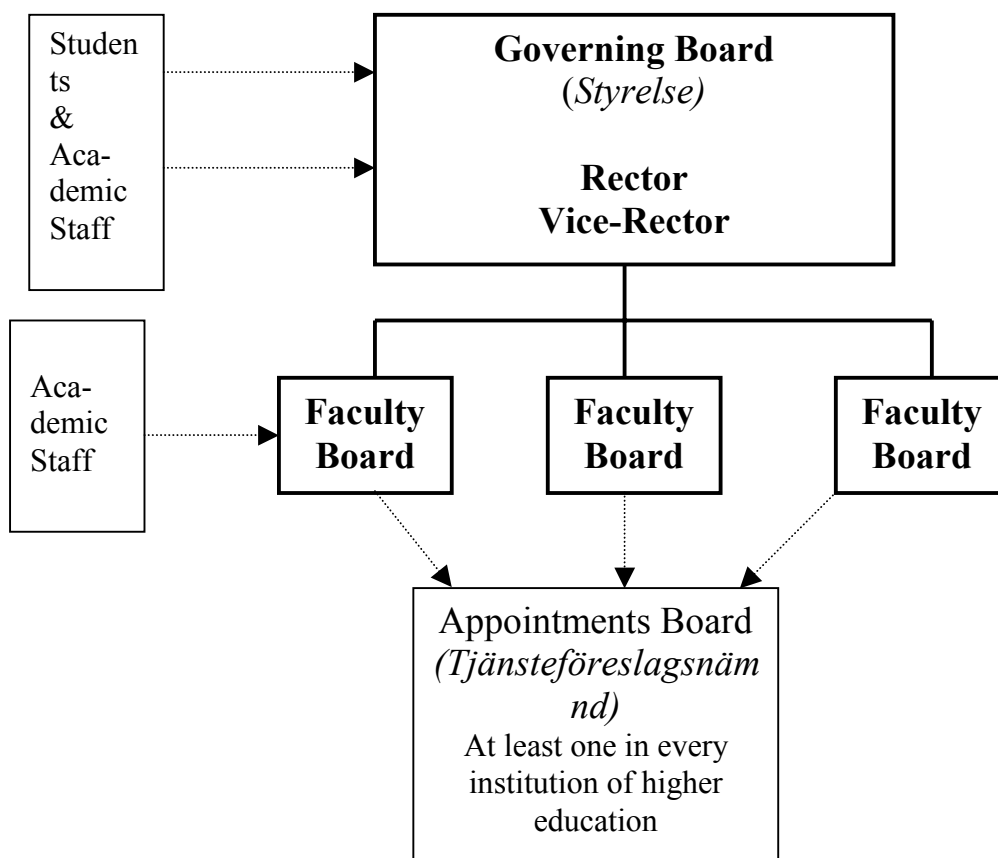 Studen
ts
&
Aca-
demic
Staff
Governing Board
(Styrelse)
Rector
Vice-Rector
Aca-
demic
Staff
Faculty
Board
Faculty
Board
Faculty
Board
Appointments Board
(Tjänsteföreslagsnäm
nd)
At least one in every
institution of higher
education